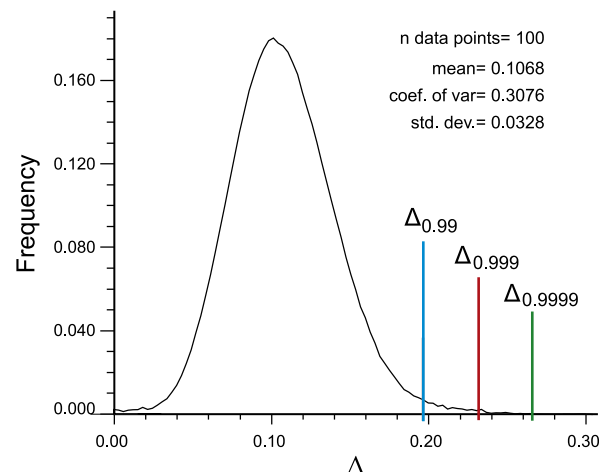 n data points= 100
mean= 0.1068
coef. of var= 0.3076
std. dev.= 0.0328
Frequency
0.160
0.120
0.080
0.040
0.000
Δ0.99
Δ0.999
Δ0.9999
0.00 0.10 0.20 0.30
Δ